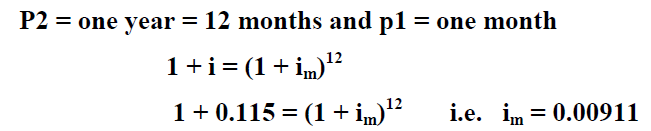 P2 = one year = 12 months and p1 = one month
1 + i = (1 + iₘ)¹²
1 + 0.115 = (1 + iₘ)¹² i.e. iₘ = 0.00911